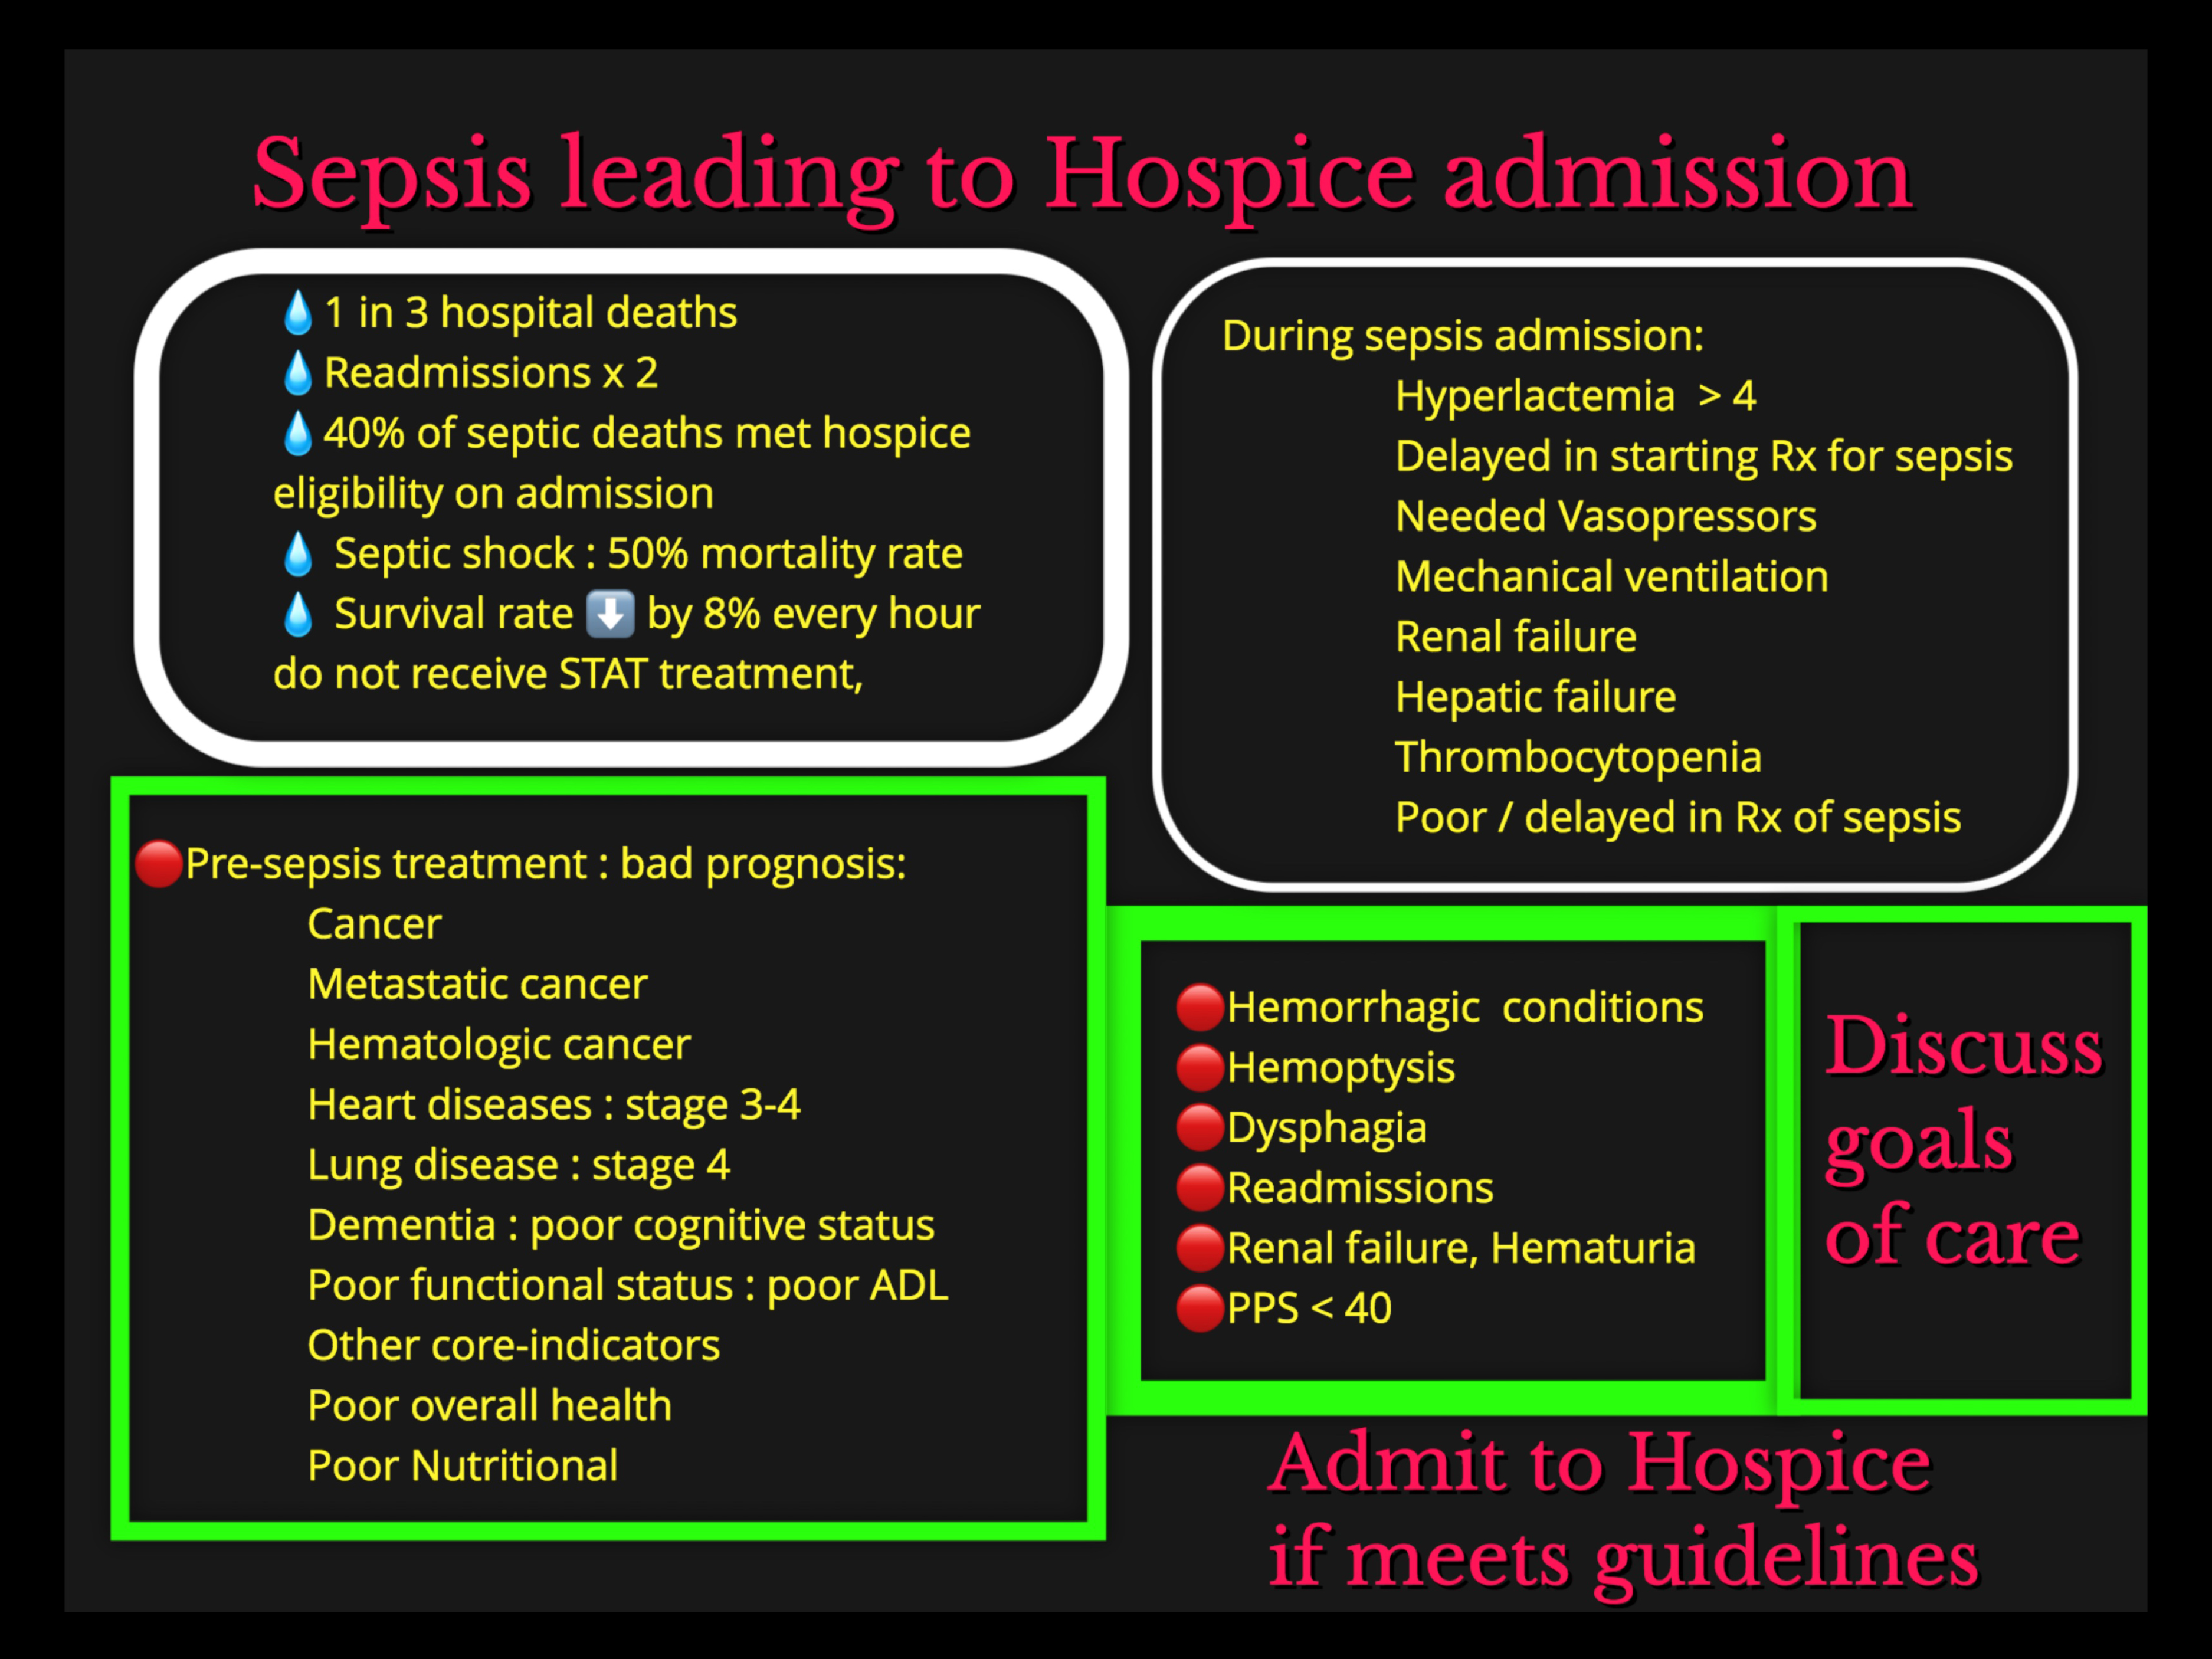 Sepsis leading to Hospice admission
💧1 in 3 hospital deaths
💧Readmissions x 2
💧40% of septic deaths met hospice
eligibility on admission
💧 Septic shock : 50% mortality rate
💧 Survival rate ⬇️ by 8% every hour
do not receive STAT treatment,
During sepsis admission:
Hyperlactemia > 4
Delayed in starting Rx for sepsis
Needed Vasopressors
Mechanical ventilation
Renal failure
Hepatic failure
Thrombocytopenia
Poor / delayed in Rx of sepsis
🔴Pre-sepsis treatment : bad prognosis:
Cancer
Metastatic cancer
Hematologic cancer
Heart diseases : stage 3-4
Lung disease : stage 4
Dementia : poor cognitive status
Poor functional status : poor ADL
Other core-indicators
Poor overall health
Poor Nutritional
🔴Hemorrhagic conditions
🔴Hemoptysis
🔴Dysphagia
🔴Readmissions
🔴Renal failure, Hematuria
🔴PPS < 40
Discuss
goals
of care
Admit to Hospice
if meets guidelines